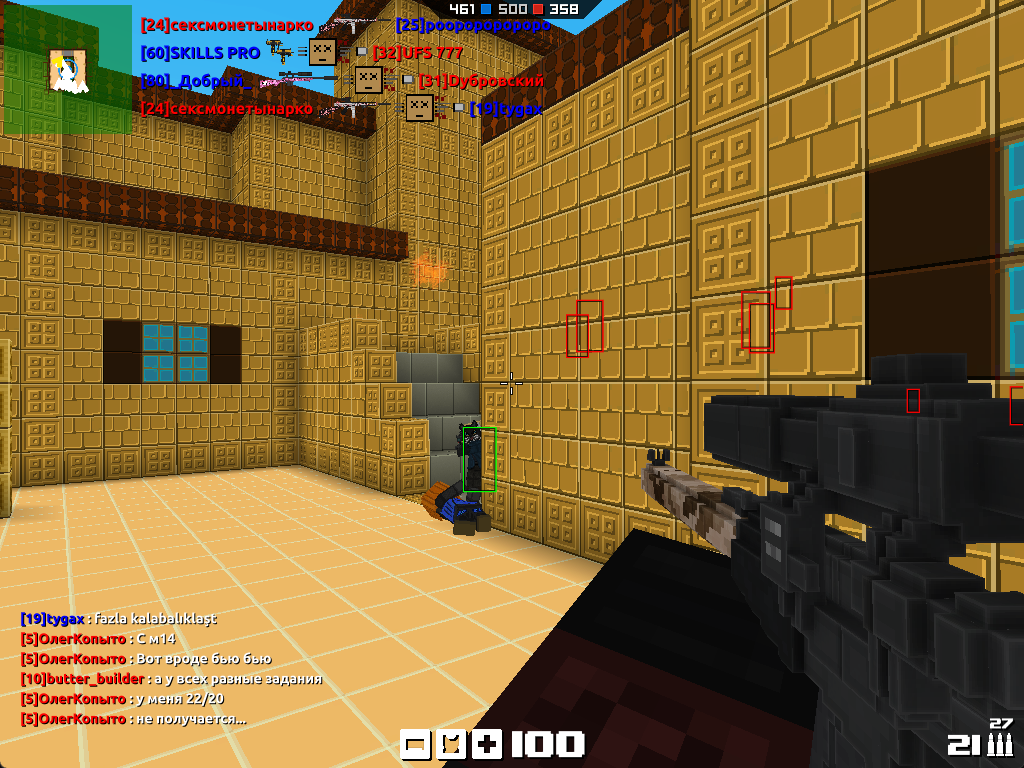 461 500 358
[24]сексмонетынарко [25]рооророророро
[60]SKILLS PRO [32]UFS 777
[80]_Добрый_ [31]Дубровский
[24]сексмонетынарко [19]tygax
[19]tygax : fazla kalabalıklaşt
[5]ОлегКопыто : С м14
[5]ОлегКопыто : Вот вроде бью бью
[10]butter_builder : а у всех разные задания
[5]ОлегКопыто : у меня 22/20
[5]ОлегКопыто : не получается...
100
27
21